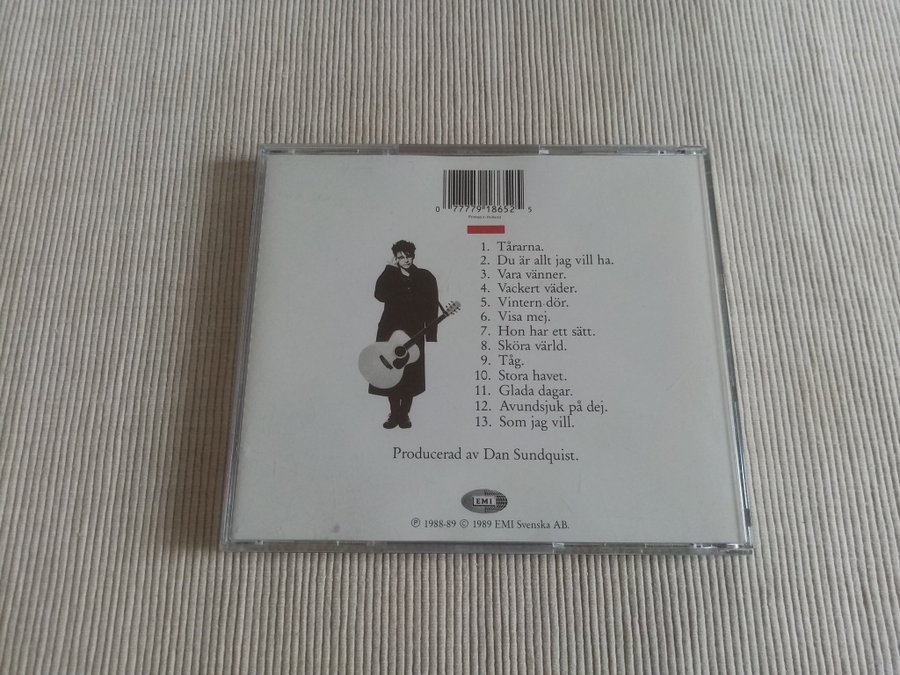 0 77779 18652 5
Printed in Holland
1. Tårarna.
2. Du är allt jag vill ha.
3. Vara vänner.
4. Vackert väder.
5. Vintern dör.
6. Visa mej.
7. Hon har ett sätt.
8. Sköra värld.
9. Tåg.
10. Stora havet.
11. Glada dagar.
12. Avundsjuk på dej.
13. Som jag vill.
Producerad av Dan Sundquist.
EMI
℗ 1988-89 © 1989 EMI Svenska AB.